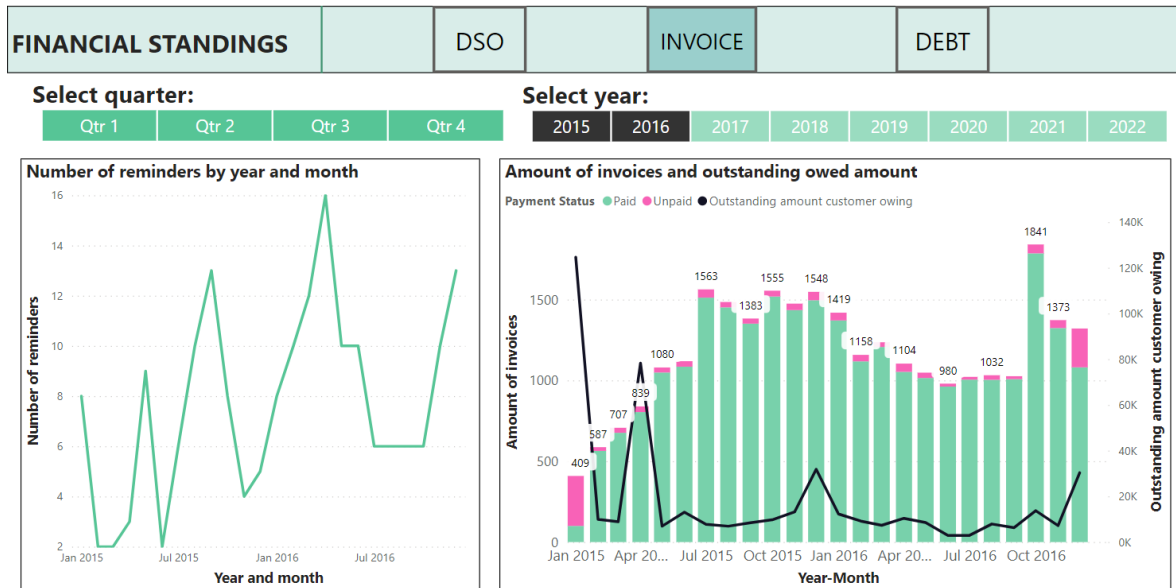 FINANCIAL STANDINGS
DSO
INVOICE
DEBT
Select quarter:
Qtr 1 Qtr 2 Qtr 3 Qtr 4
Select year:
2015 2016 2017 2018 2019 2020 2021 2022
Number of reminders by year and month
Number of reminders
16
14
12
10
8
6
4
2
Jan 2015 Jul 2015 Jan 2016 Jul 2016
Year and month
Amount of invoices and outstanding owed amount
Payment Status Paid Unpaid Outstanding amount customer owing
Amount of invoices
1500
1000
500
0
409 587 707 839 1080 1563 1383 1555 1548 1419 1158 1104 980 1032 1841 1373
140K
120K
100K
80K
60K
40K
20K
0K
Outstanding amount customer owing
Jan 2015 Apr 20... Jul 2015 Oct 2015 Jan 2016 Apr 20... Jul 2016 Oct 2016
Year-Month